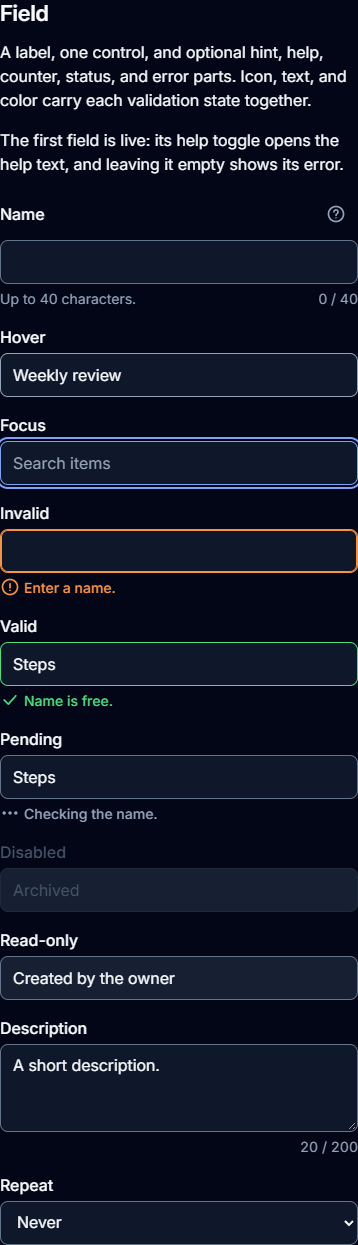 Field
A label, one control, and optional hint, help,
counter, status, and error parts. Icon, text, and
color carry each validation state together.
The first field is live: its help toggle opens the
help text, and leaving it empty shows its error.
Name
Up to 40 characters. 0 / 40
Hover
Weekly review
Focus
Search items
Invalid
Enter a name.
Valid
Steps
Name is free.
Pending
Steps
Checking the name.
Disabled
Archived
Read-only
Created by the owner
Description
A short description.
20 / 200
Repeat
Never